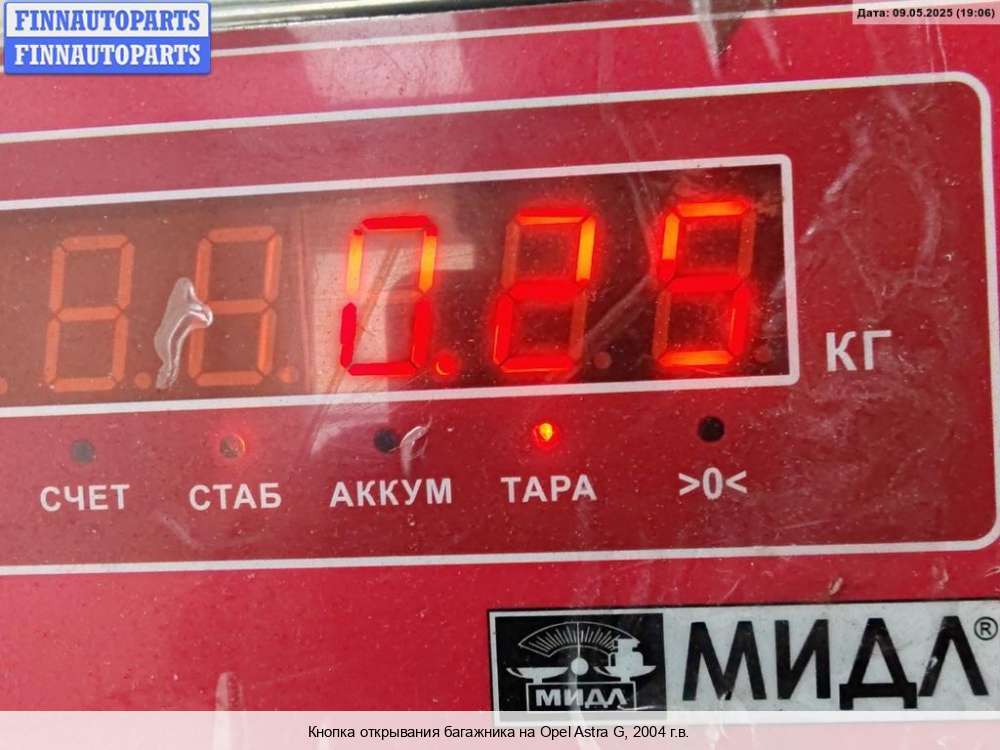 FINNAUTOPARTS
FINNAUTOPARTS
Дата: 09.05.2025 (19:06)
0.25
КГ
СЧЕТ СТАБ АККУМ ТАРА >0<
МИДЛ МИДЛ®
Кнопка открывания багажника на Opel Astra G, 2004 г.в.